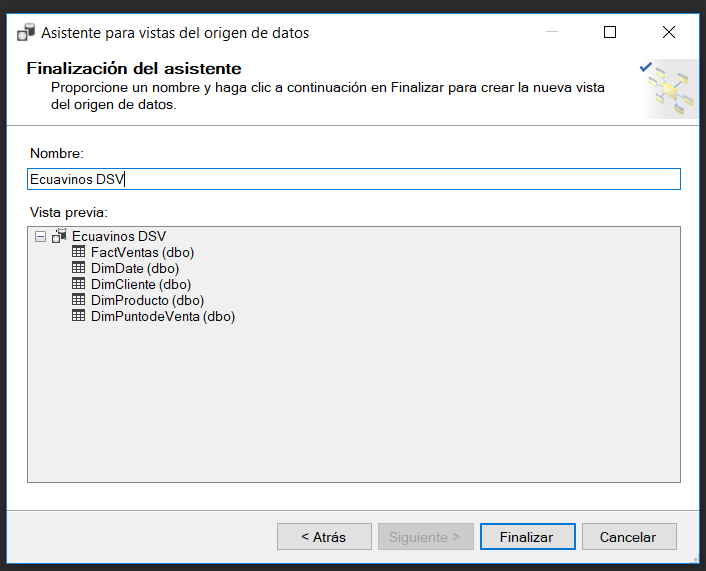 Asistente para vistas del origen de datos
Finalización del asistente
Proporcione un nombre y haga clic a continuación en Finalizar para crear la nueva vista
del origen de datos.
Nombre:
Ecuavinos DSV
Vista previa:
Ecuavinos DSV
FactVentas (dbo)
DimDate (dbo)
DimCliente (dbo)
DimProducto (dbo)
DimPuntodeVenta (dbo)
< Atrás
Siguiente >
Finalizar
Cancelar